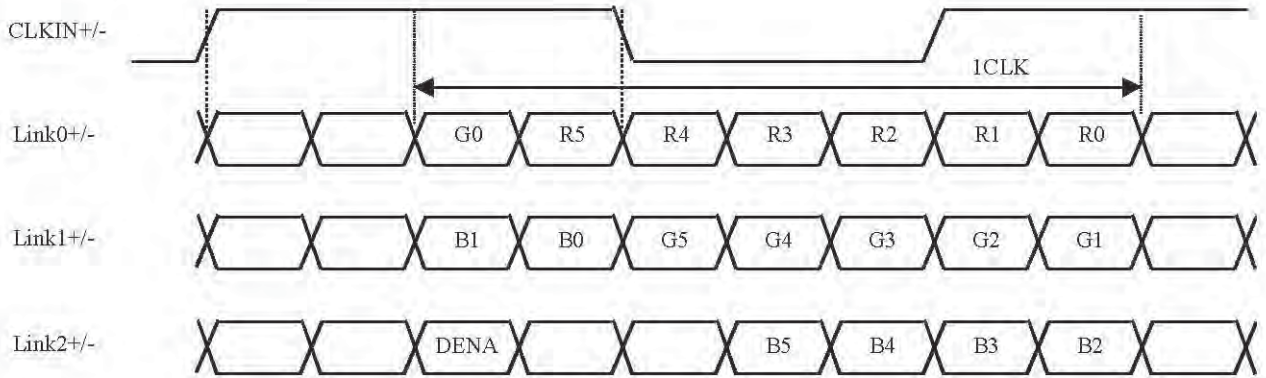 CLKIN+/-
1CLK
Link0+/- G0 R5 R4 R3 R2 R1 R0
Link1+/- B1 B0 G5 G4 G3 G2 G1
Link2+/- DENA B5 B4 B3 B2